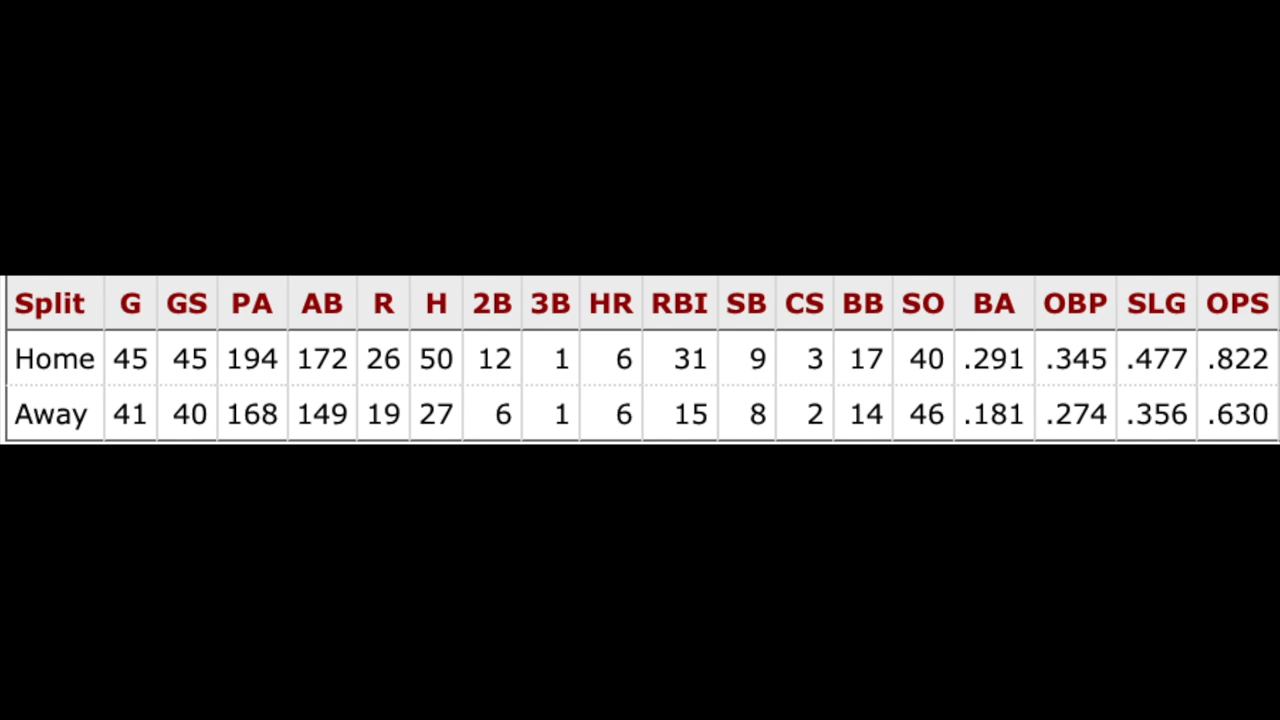 Split G GS PA AB R H 2B 3B HR RBI SB CS BB SO BA OBP SLG OPS
Home 45 45 194 172 26 50 12 1 6 31 9 3 17 40 .291 .345 .477 .822
Away 41 40 168 149 19 27 6 1 6 15 8 2 14 46 .181 .274 .356 .630